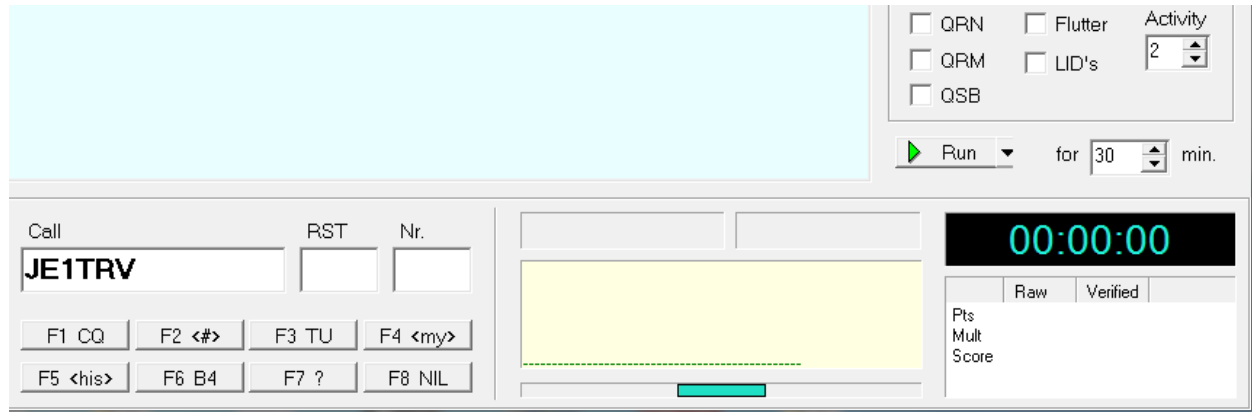 QRN Flutter Activity
QRM LID's 2
QSB
Run for 30 min.
Call RST Nr.
JE1TRV
F1 CQ F2 <#> F3 TU F4 <my>
F5 <his> F6 B4 F7 ? F8 NIL
00:00:00
Raw Verified
Pts
Mult
Score